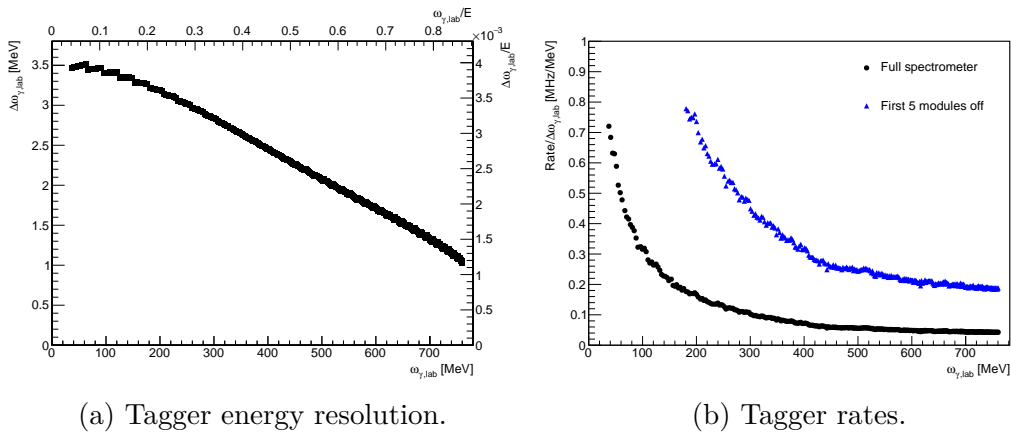 ω_γ,lab/E
0 0.1 0.2 0.3 0.4 0.5 0.6 0.7 0.8
×10⁻³
Δω_γ,lab [MeV]
3.5
3
2.5
2
1.5
1
0.5
0
Δω_γ,lab/E
4
3.5
3
2.5
2
1.5
1
0.5
0
0 100 200 300 400 500 600 700
ω_γ,lab [MeV]
(a) Tagger energy resolution.
Rate/Δω_γ,lab [MHz/MeV]
1
0.9
0.8
0.7
0.6
0.5
0.4
0.3
0.2
0.1
0
Full spectrometer
First 5 modules off
0 100 200 300 400 500 600 700
ω_γ,lab [MeV]
(b) Tagger rates.